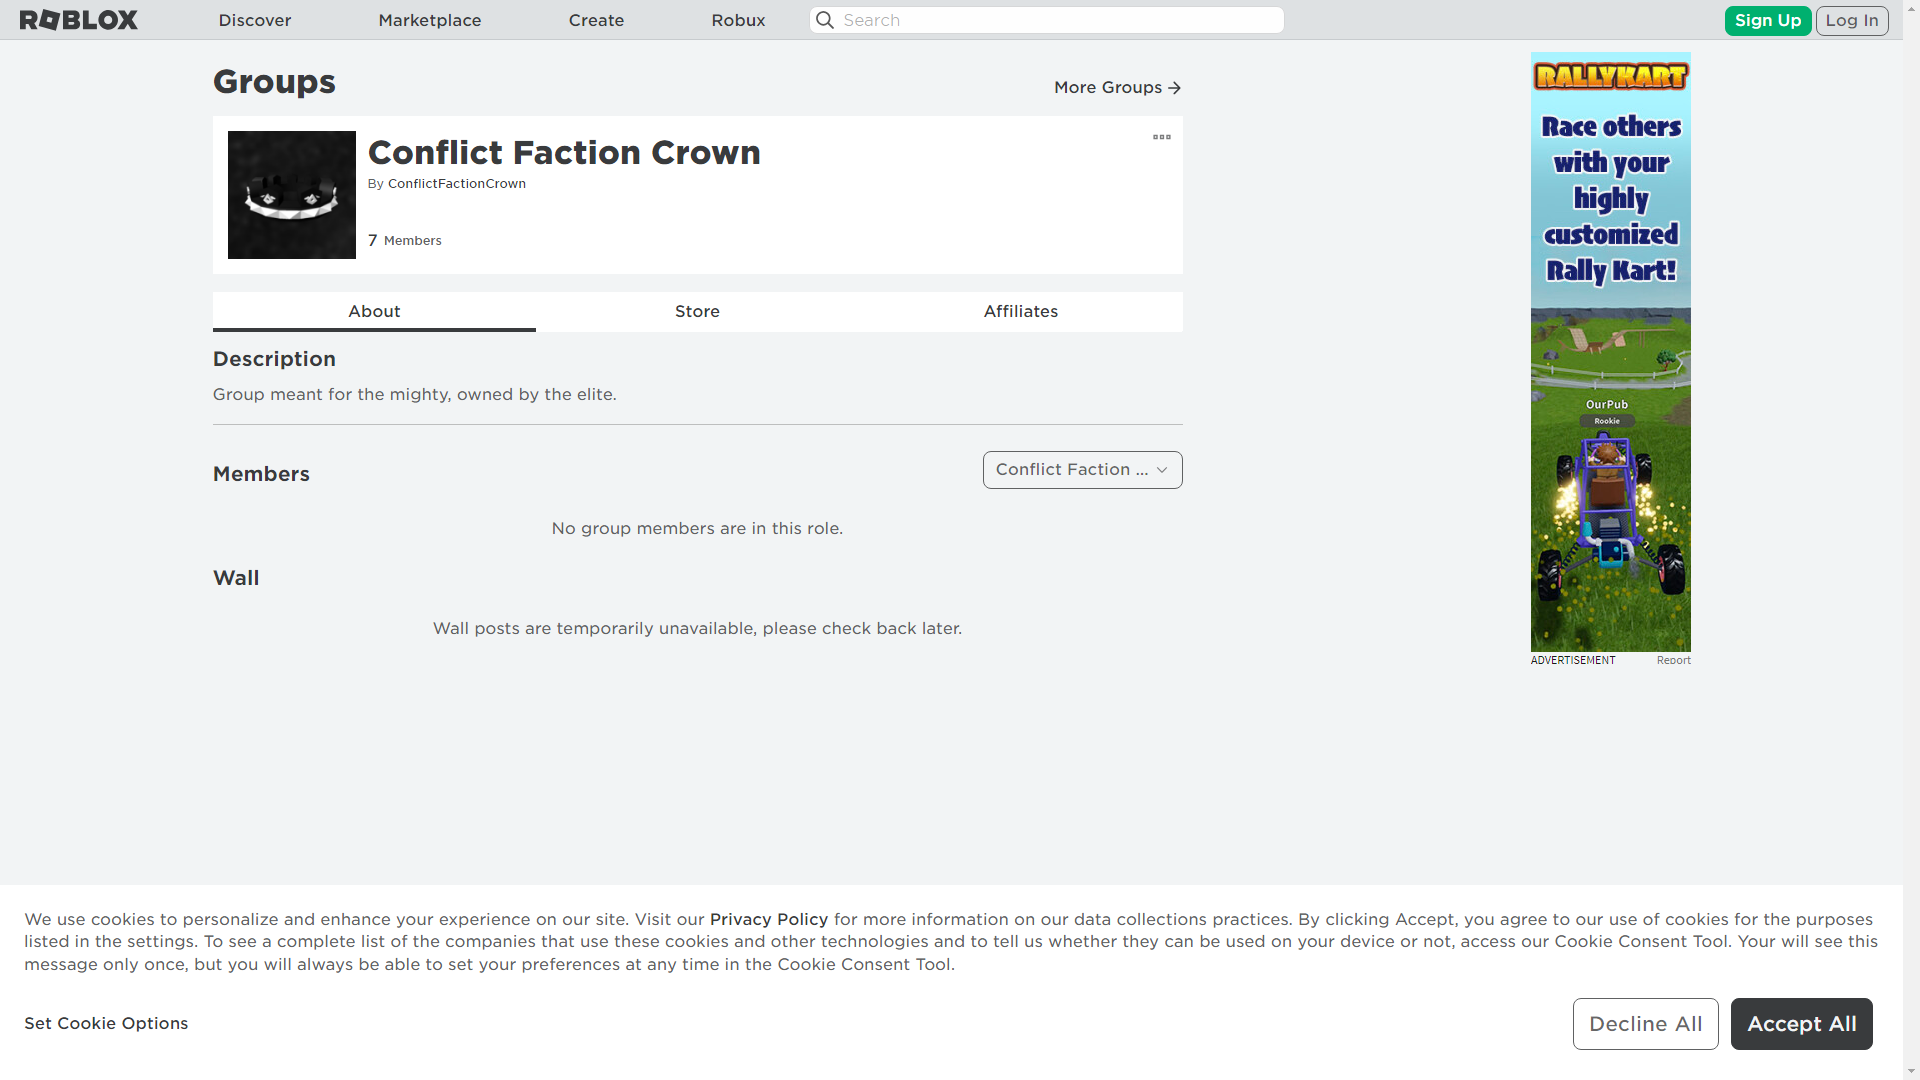 ROBLOX
Discover
Marketplace
Create
Robux
Search
Sign Up
Log In
Groups
More Groups
Conflict Faction Crown
By ConflictFactionCrown
7 Members
About
Store
Affiliates
Description
Group meant for the mighty, owned by the elite.
Members
Conflict Faction ...
No group members are in this role.
Wall
Wall posts are temporarily unavailable, please check back later.
RALLYKART
Race others
with your
highly
customized
Rally Kart!
OurPub
Rookie
ADVERTISEMENT
Report
We use cookies to personalize and enhance your experience on our site. Visit our Privacy Policy for more information on our data collections practices. By clicking Accept, you agree to our use of cookies for the purposes
listed in the settings. To see a complete list of the companies that use these cookies and other technologies and to tell us whether they can be used on your device or not, access our Cookie Consent Tool. Your will see this
message only once, but you will always be able to set your preferences at any time in the Cookie Consent Tool.
Set Cookie Options
Decline All
Accept All